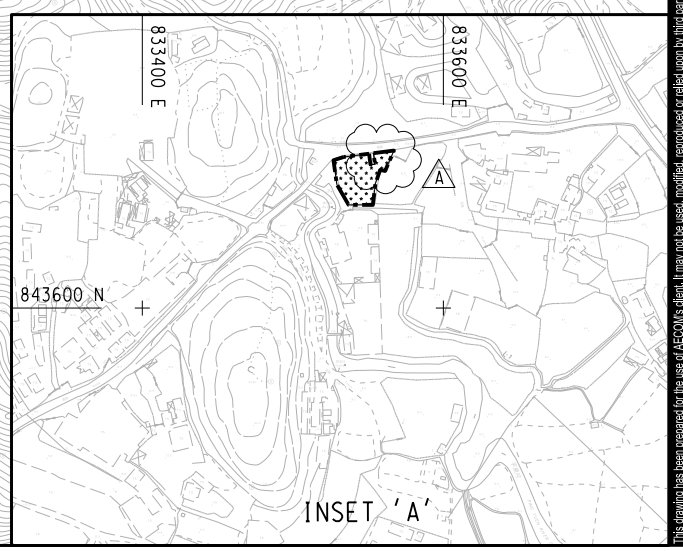 833400 E
833600 E
A
843600 N
INSET 'A'
This drawing has been prepared for the use of AECOM's client. It may not be used, modified, reproduced or relied upon by third par